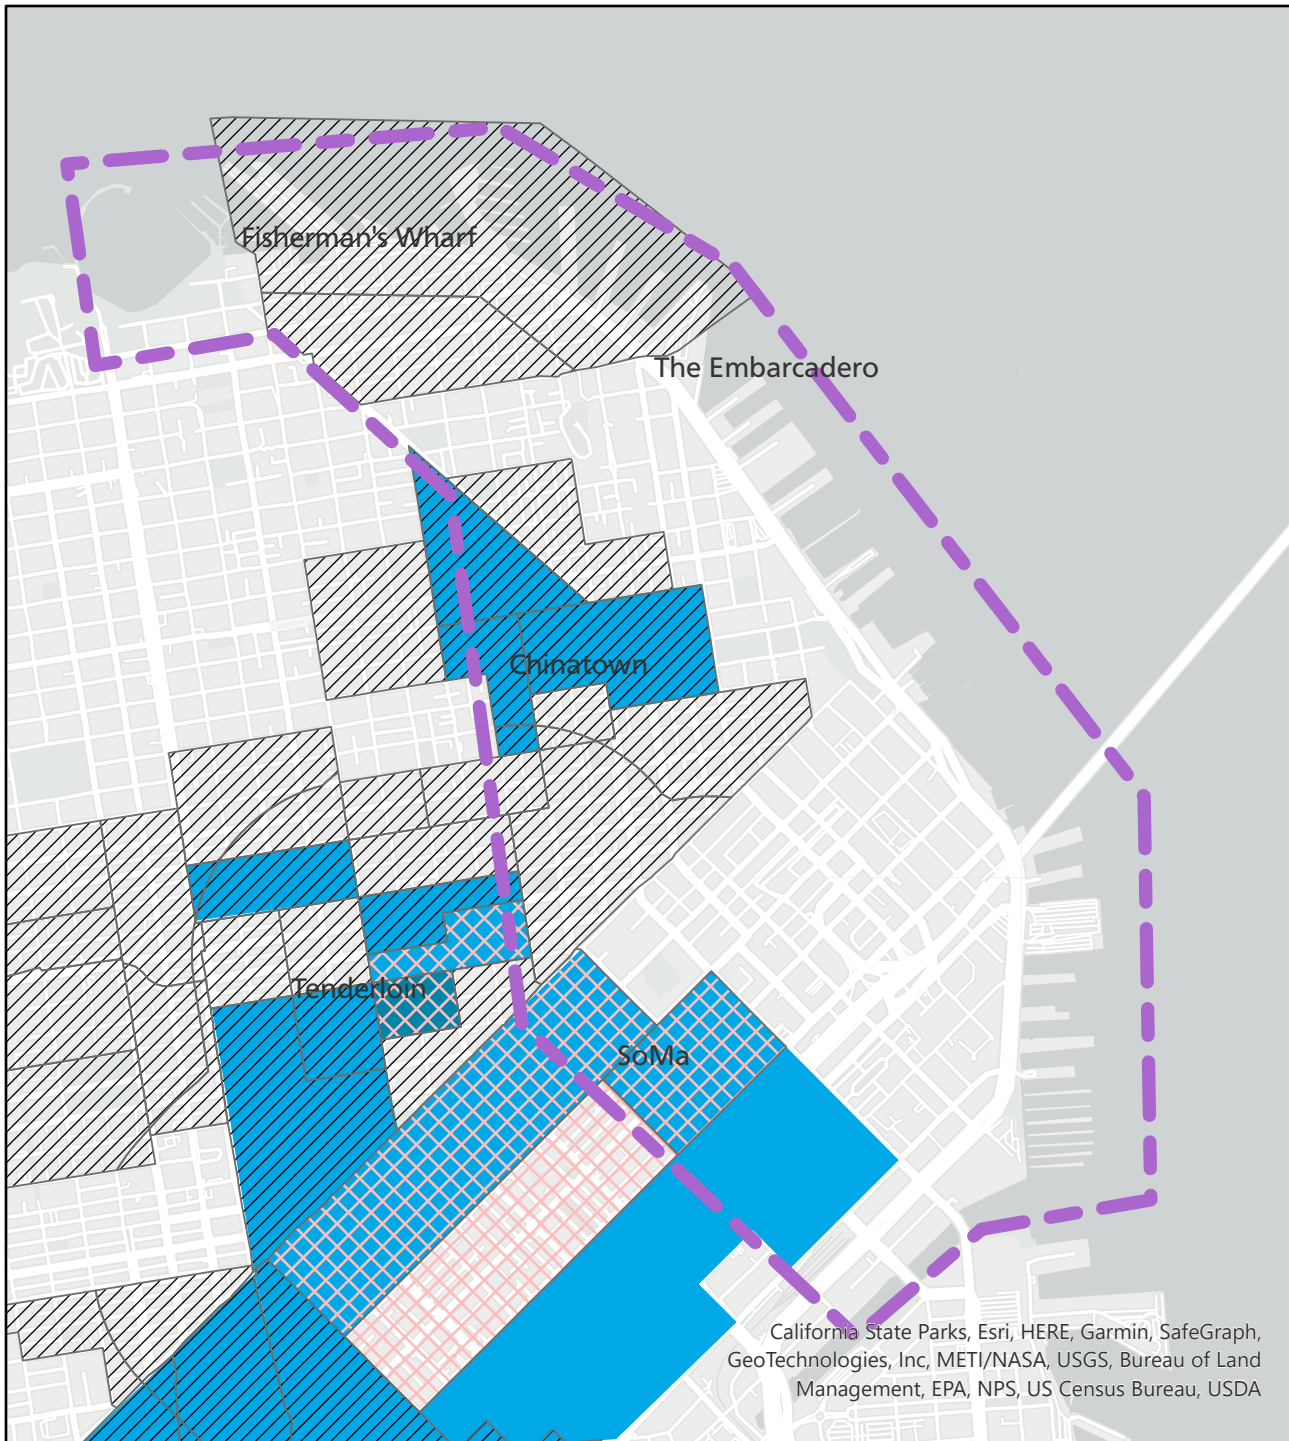 Fisherman's Wharf
The Embarcadero
Chinatown
Tenderloin
SoMa
California State Parks, Esri, HERE, Garmin, SafeGraph,
GeoTechnologies, Inc, METI/NASA, USGS, Bureau of Land
Management, EPA, NPS, US Census Bureau, USDA